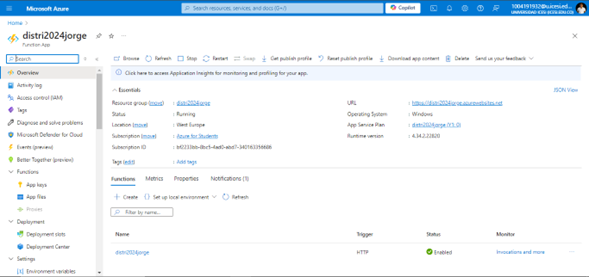 Microsoft Azure
Search resources, services, and docs (G+/)
Copilot
UNIVERSIDAD ICESI (ICESI.EDU.CO)
Home >
distri2024jorge
Function App
Search
Browse Refresh Stop Restart Swap Get publish profile Reset publish profile Download app content Delete Send us your feedback
Click here to access Application Insights for monitoring and profiling for your app.
Overview
Activity log
Access control (IAM)
Tags
Diagnose and solve problems
Microsoft Defender for Cloud
Events (preview)
Better Together (preview)
Functions
App keys
App files
Proxies
Deployment
Deployment slots
Deployment Center
Settings
Environment variables
Essentials
JSON View
Resource group (move) : distri2024jorge
Status : Running
Location (move) : West Europe
Subscription (move) : Azure for Students
Subscription ID :
Tags (edit) : Add tags
URL : https://distri2024jorge.azurewebsites.net
Operating System : Windows
App Service Plan : distri2024jorge (Y1: 0)
Runtime version : 4.34.2.22820
Functions Metrics Properties Notifications (1)
Create Set up local environment Refresh
Filter by name...
Name Trigger Status Monitor
distri2024jorge HTTP Enabled Invocations and more